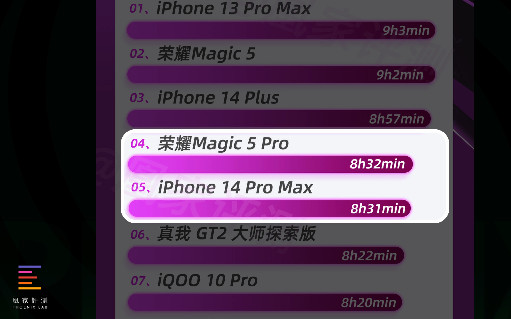 01、iPhone 13 Pro Max
9h3min
02、荣耀Magic 5
9h2min
03、iPhone 14 Plus
8h57min
04、荣耀Magic 5 Pro
8h32min
05、iPhone 14 Pro Max
8h31min
06、真我 GT2 大师探索版
8h22min
07、iQOO 10 Pro
8h20min